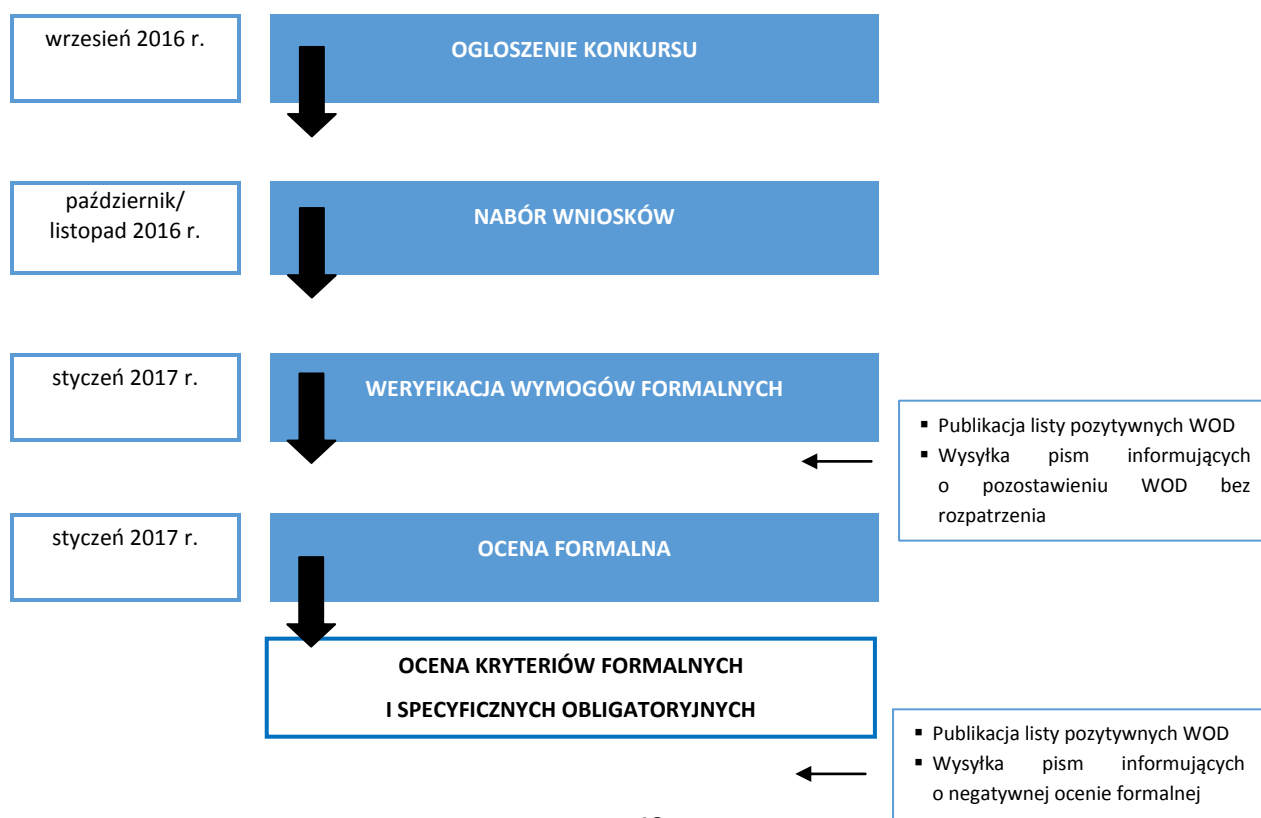 wrzesień 2016 r.
OGLOSZENIE KONKURSU
październik/
listopad 2016 r.
NABÓR WNIOSKÓW
styczeń 2017 r.
WERYFIKACJA WYMOGÓW FORMALNYCH
▪ Publikacja listy pozytywnych WOD
▪ Wysyłka pism informujących
o pozostawieniu WOD bez
rozpatrzenia
styczeń 2017 r.
OCENA FORMALNA
OCENA KRYTERIÓW FORMALNYCH
I SPECYFICZNYCH OBLIGATORYJNYCH
▪ Publikacja listy pozytywnych WOD
▪ Wysyłka pism informujących
o negatywnej ocenie formalnej